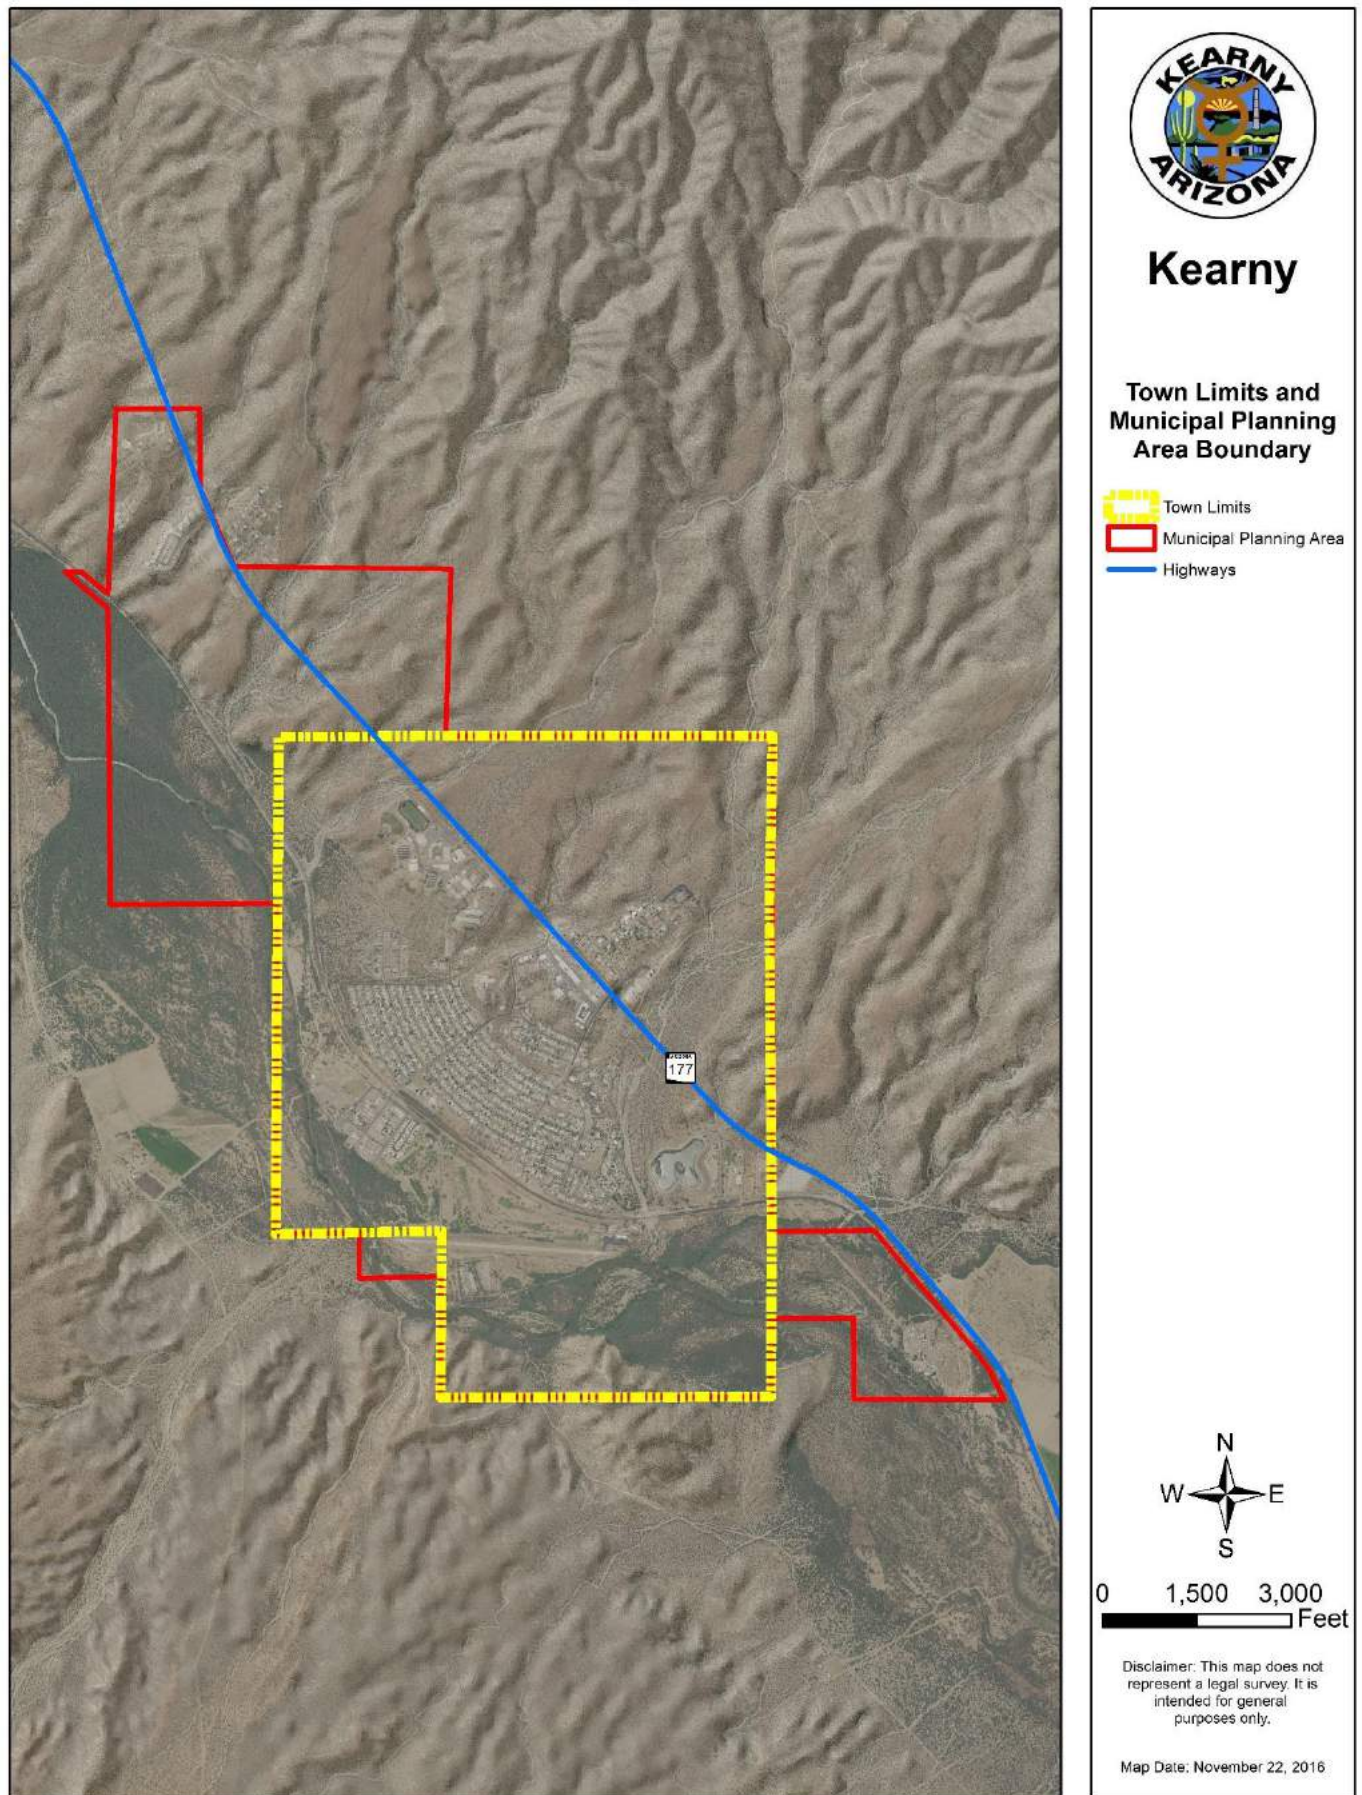 KEARNY
ARIZONA
Kearny
Town Limits and
Municipal Planning
Area Boundary
Town Limits
Municipal Planning Area
Highways
177
N
W E
S
0 1,500 3,000
Feet
Disclaimer: This map does not
represent a legal survey. It is
intended for general
purposes only.
Map Date: November 22, 2016